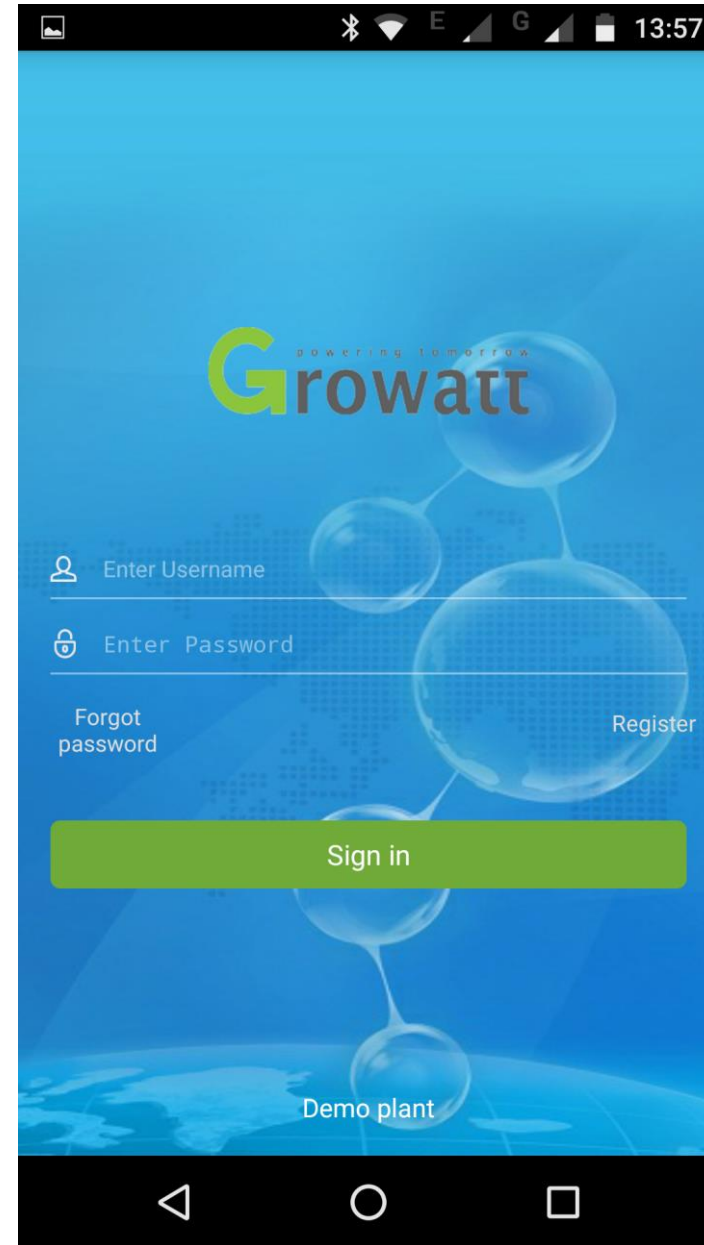 E G 13:57
powering tomorrow
Growatt
Enter Username
Enter Password
Forgot
password
Register
Sign in
Demo plant